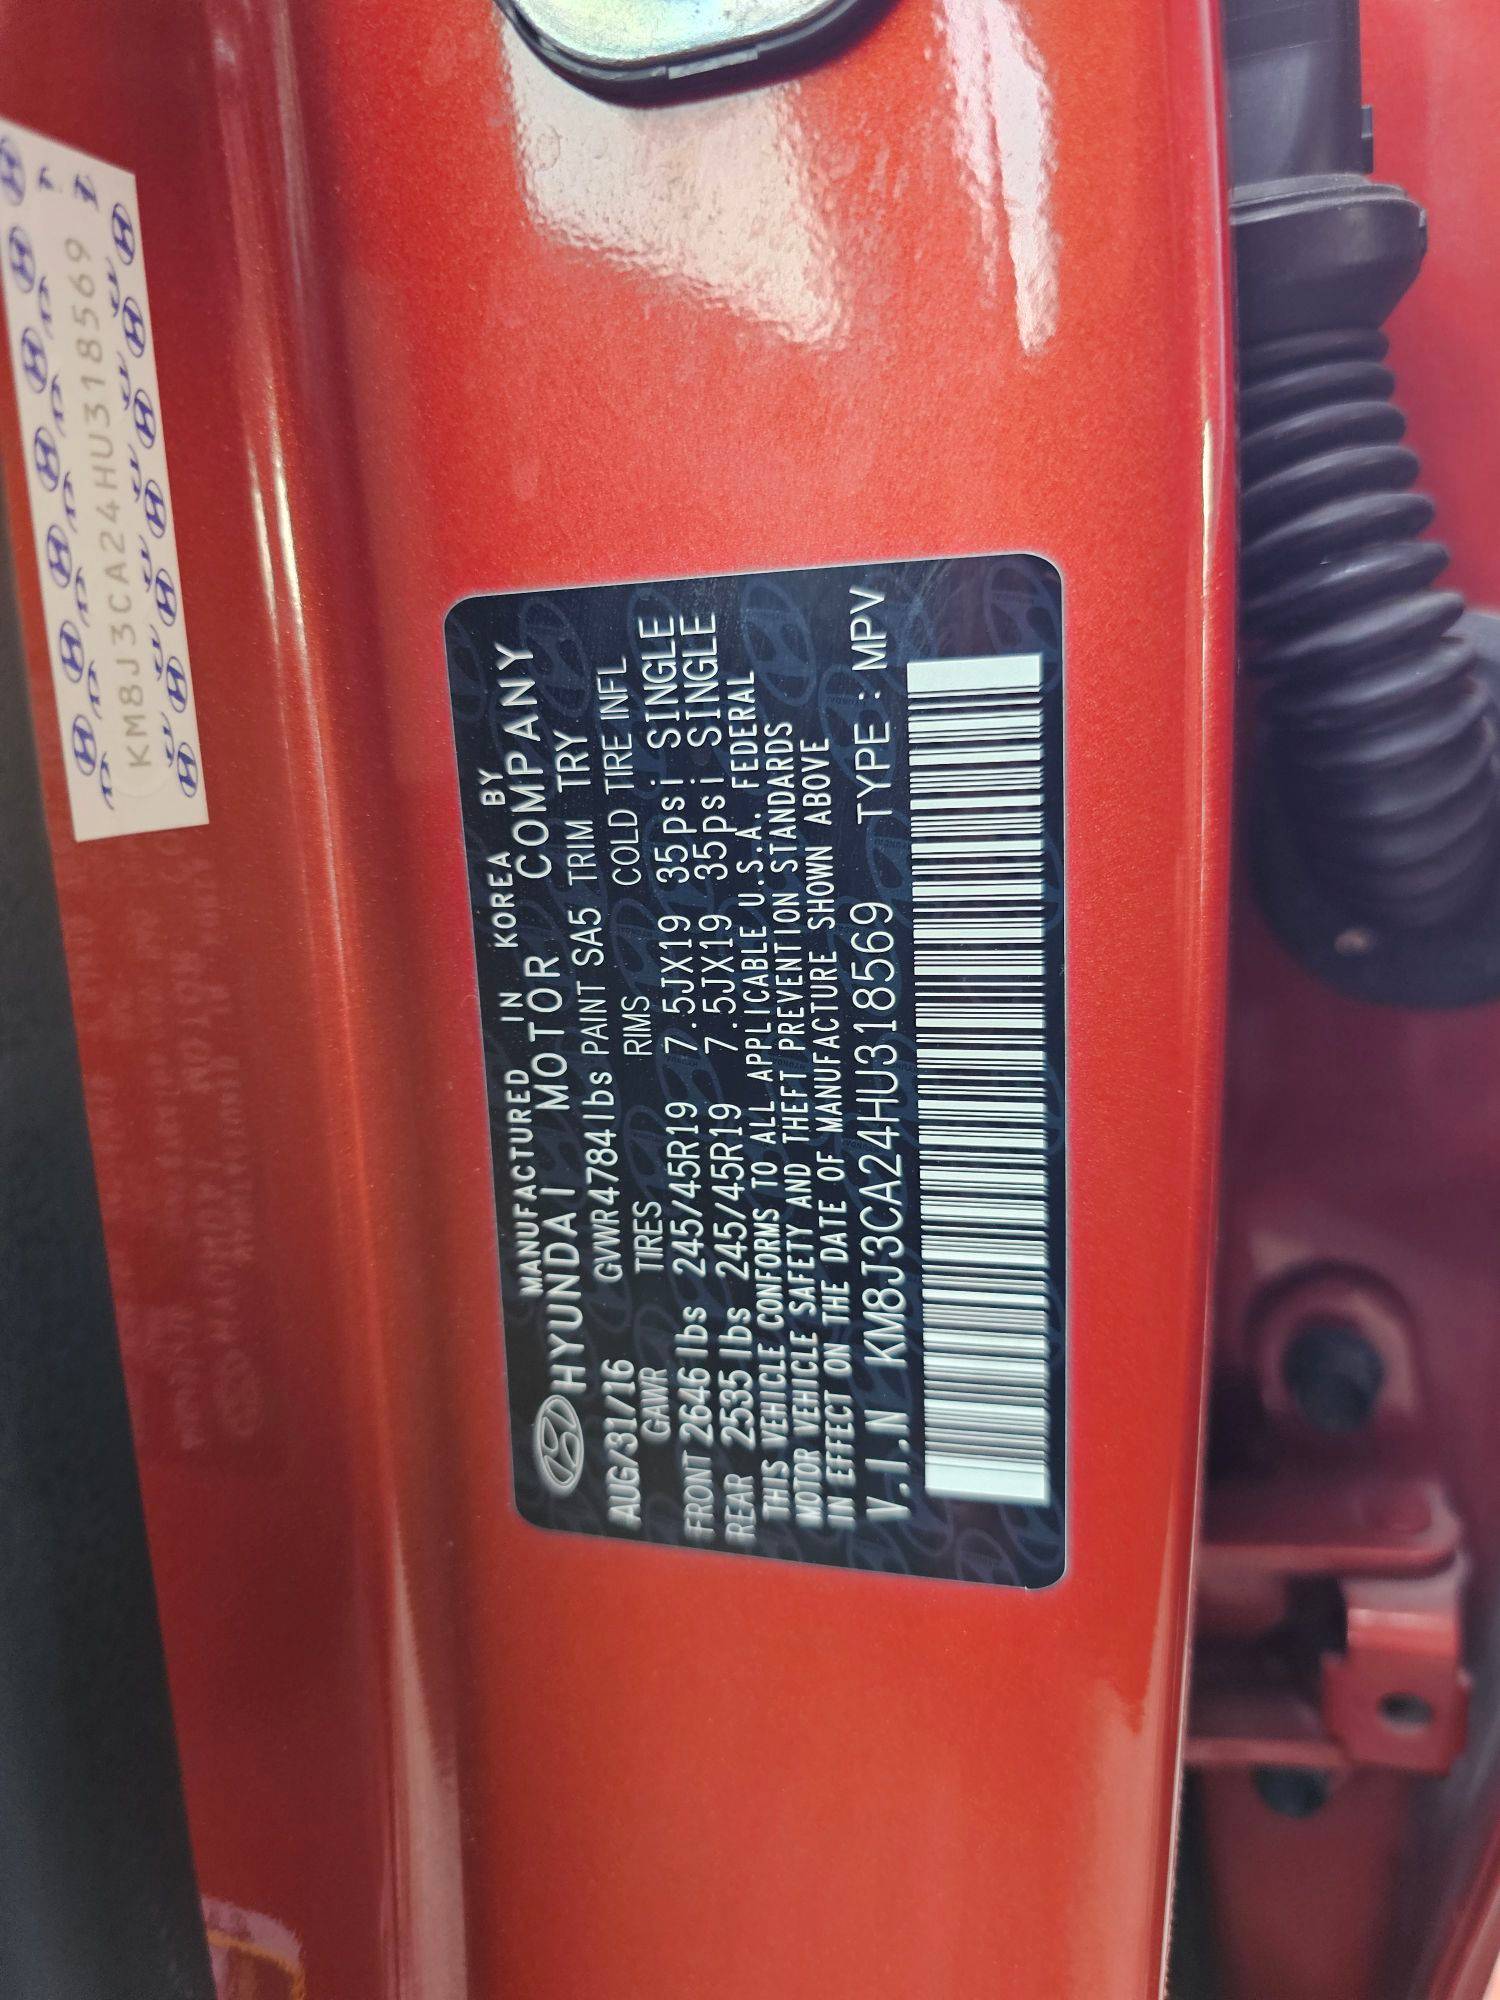 KM8J3CA24HU318569
MANUFACTURED IN KOREA BY
HYUNDAI MOTOR COMPANY
AUG/31/16 GVWR4784lbs PAINT SA5 TRIM TRY
GAWR TIRES RIMS COLD TIRE INFL
FRONT 2646 lbs 245/45R19 7.5JX19 35psi SINGLE
REAR 2535 lbs 245/45R19 7.5JX19 35psi SINGLE
THIS VEHICLE CONFORMS TO ALL APPLICABLE U.S.A. FEDERAL
MOTOR VEHICLE SAFETY AND THEFT PREVENTION STANDARDS
IN EFFECT ON THE DATE OF MANUFACTURE SHOWN ABOVE
V.I.N KM8J3CA24HU318569 TYPE : MPV